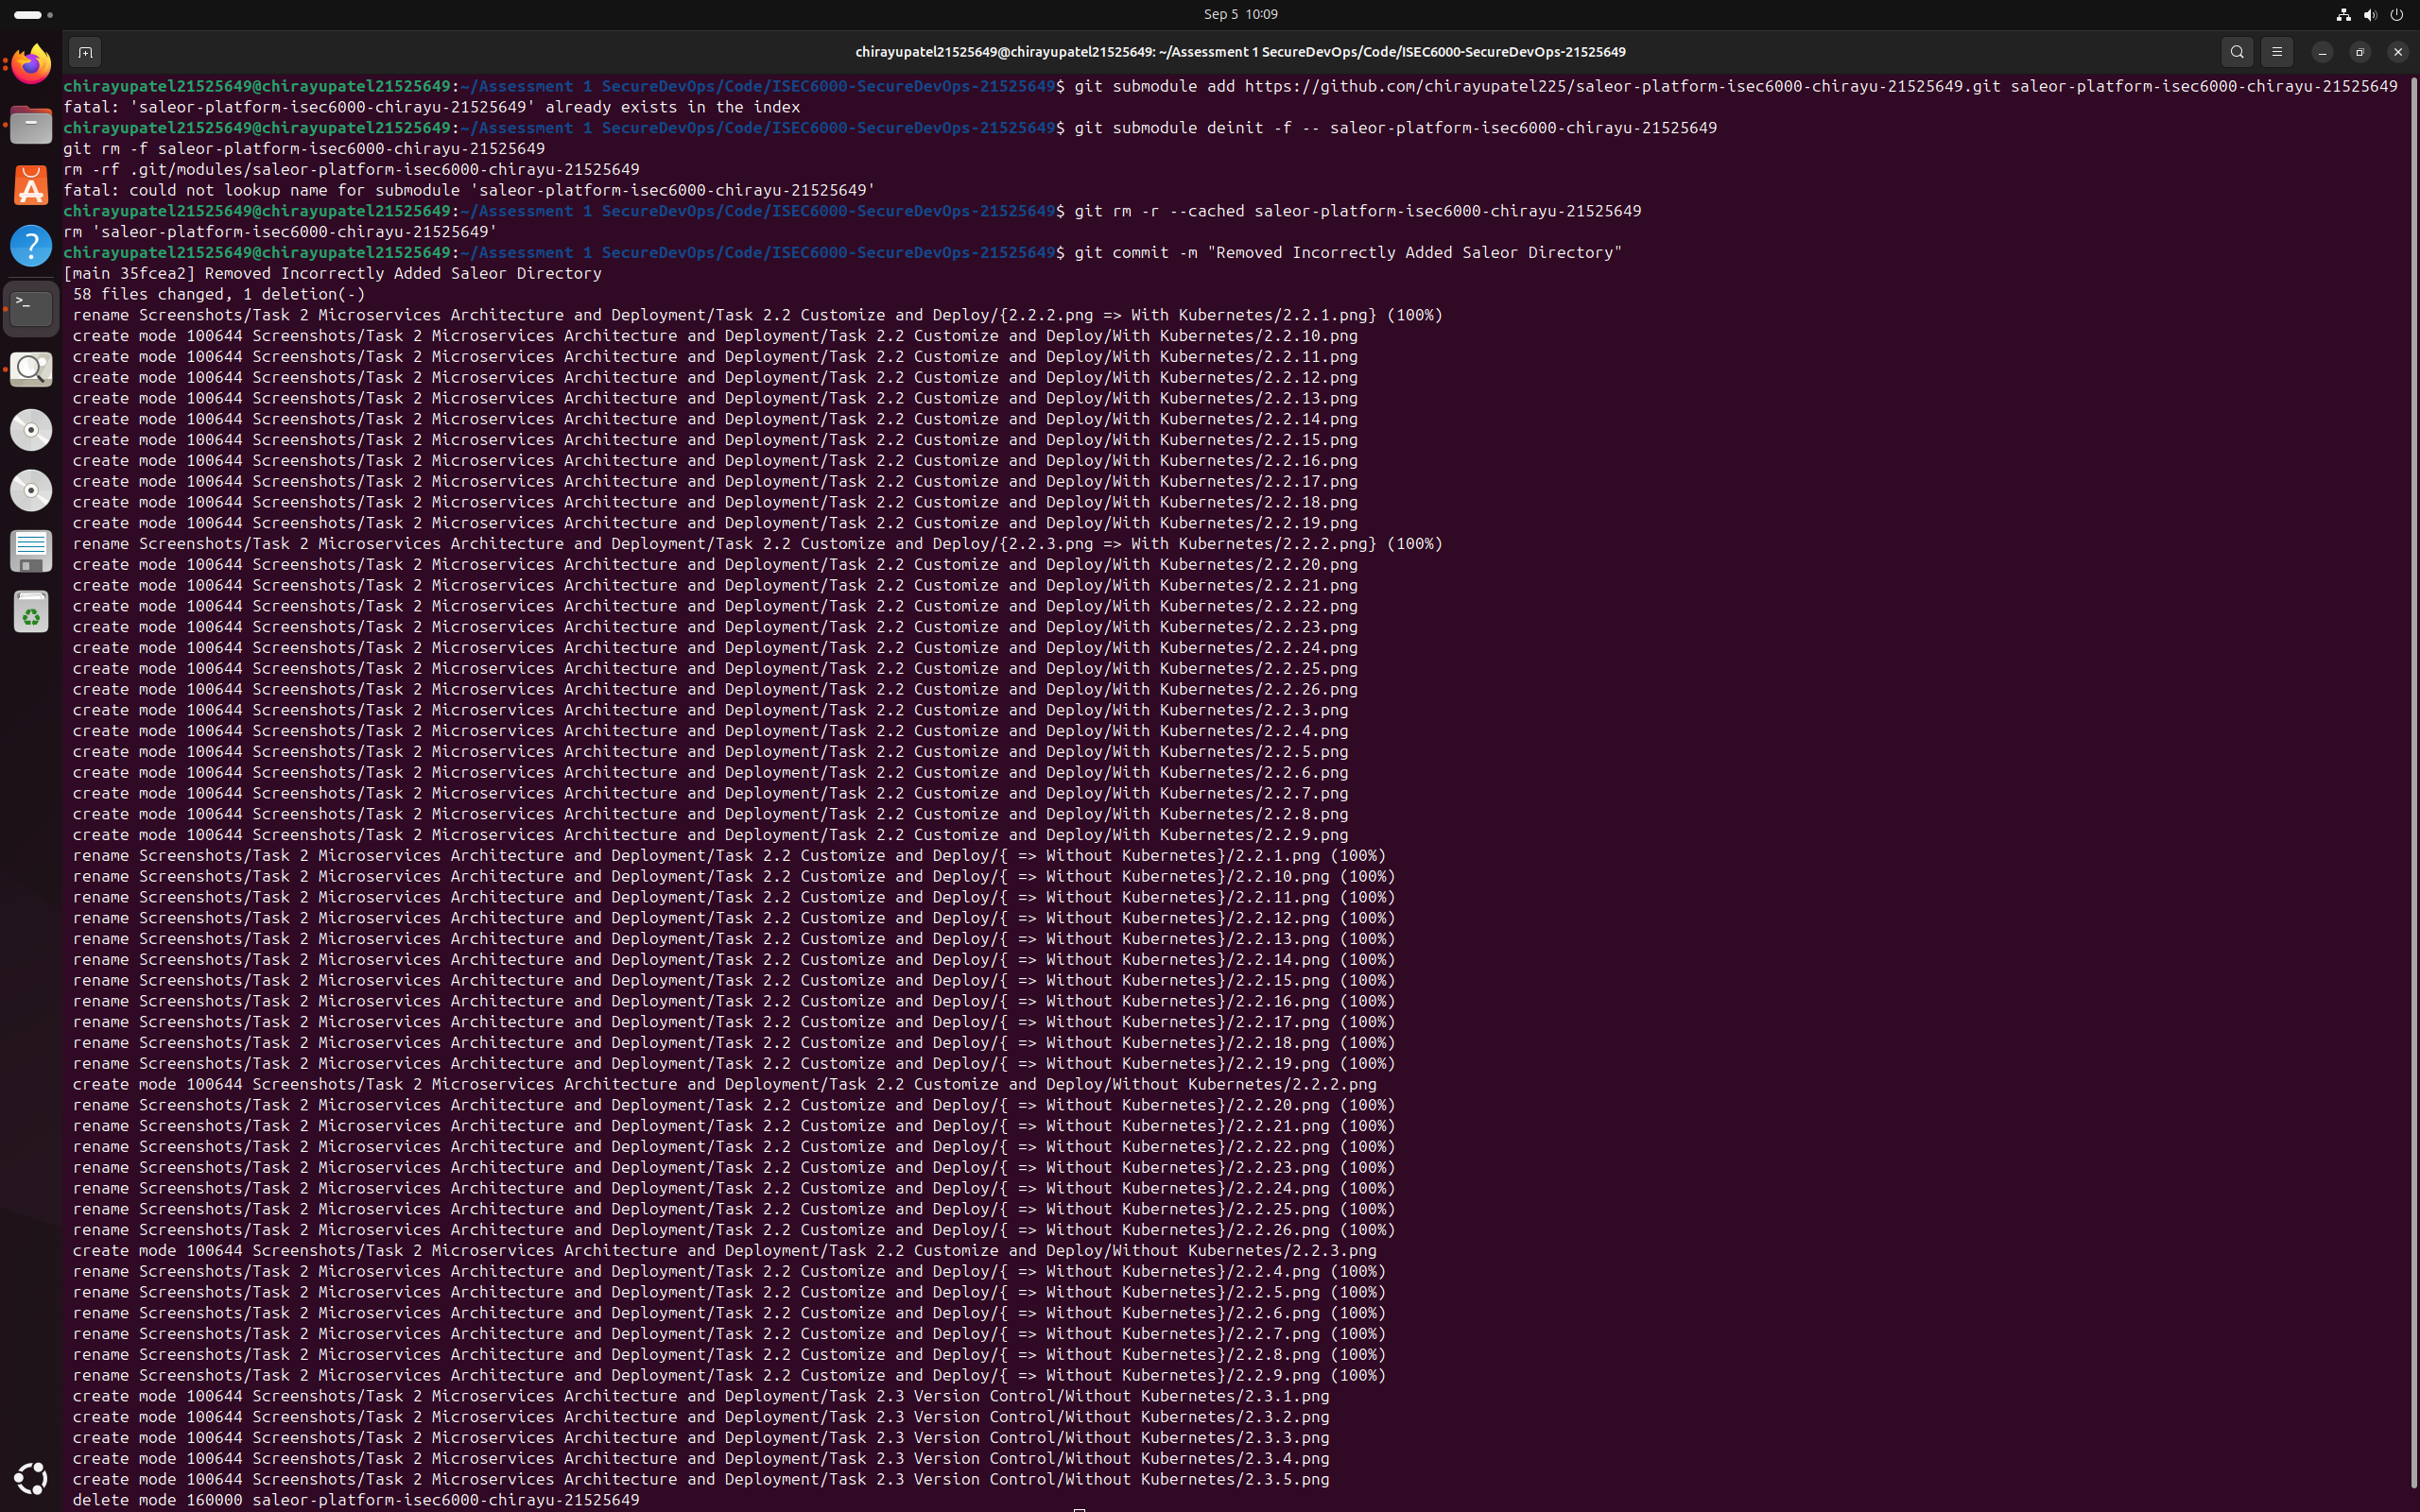 Sep 5 10:09
chirayupatel21525649@chirayupatel21525649: ~/Assessment 1 SecureDevOps/Code/ISEC6000-SecureDevOps-21525649
chirayupatel21525649@chirayupatel21525649:~/Assessment 1 SecureDevOps/Code/ISEC6000-SecureDevOps-21525649$ git submodule add https://github.com/chirayupatel225/saleor-platform-isec6000-chirayu-21525649.git saleor-platform-isec6000-chirayu-21525649
fatal: 'saleor-platform-isec6000-chirayu-21525649' already exists in the index
chirayupatel21525649@chirayupatel21525649:~/Assessment 1 SecureDevOps/Code/ISEC6000-SecureDevOps-21525649$ git submodule deinit -f -- saleor-platform-isec6000-chirayu-21525649
git rm -f saleor-platform-isec6000-chirayu-21525649
rm -rf .git/modules/saleor-platform-isec6000-chirayu-21525649
fatal: could not lookup name for submodule 'saleor-platform-isec6000-chirayu-21525649'
chirayupatel21525649@chirayupatel21525649:~/Assessment 1 SecureDevOps/Code/ISEC6000-SecureDevOps-21525649$ git rm -r --cached saleor-platform-isec6000-chirayu-21525649
rm 'saleor-platform-isec6000-chirayu-21525649'
chirayupatel21525649@chirayupatel21525649:~/Assessment 1 SecureDevOps/Code/ISEC6000-SecureDevOps-21525649$ git commit -m "Removed Incorrectly Added Saleor Directory"
[main 35fcea2] Removed Incorrectly Added Saleor Directory
 58 files changed, 1 deletion(-)
 rename Screenshots/Task 2 Microservices Architecture and Deployment/Task 2.2 Customize and Deploy/{2.2.2.png => With Kubernetes/2.2.1.png} (100%)
 create mode 100644 Screenshots/Task 2 Microservices Architecture and Deployment/Task 2.2 Customize and Deploy/With Kubernetes/2.2.10.png
 create mode 100644 Screenshots/Task 2 Microservices Architecture and Deployment/Task 2.2 Customize and Deploy/With Kubernetes/2.2.11.png
 create mode 100644 Screenshots/Task 2 Microservices Architecture and Deployment/Task 2.2 Customize and Deploy/With Kubernetes/2.2.12.png
 create mode 100644 Screenshots/Task 2 Microservices Architecture and Deployment/Task 2.2 Customize and Deploy/With Kubernetes/2.2.13.png
 create mode 100644 Screenshots/Task 2 Microservices Architecture and Deployment/Task 2.2 Customize and Deploy/With Kubernetes/2.2.14.png
 create mode 100644 Screenshots/Task 2 Microservices Architecture and Deployment/Task 2.2 Customize and Deploy/With Kubernetes/2.2.15.png
 create mode 100644 Screenshots/Task 2 Microservices Architecture and Deployment/Task 2.2 Customize and Deploy/With Kubernetes/2.2.16.png
 create mode 100644 Screenshots/Task 2 Microservices Architecture and Deployment/Task 2.2 Customize and Deploy/With Kubernetes/2.2.17.png
 create mode 100644 Screenshots/Task 2 Microservices Architecture and Deployment/Task 2.2 Customize and Deploy/With Kubernetes/2.2.18.png
 create mode 100644 Screenshots/Task 2 Microservices Architecture and Deployment/Task 2.2 Customize and Deploy/With Kubernetes/2.2.19.png
 rename Screenshots/Task 2 Microservices Architecture and Deployment/Task 2.2 Customize and Deploy/{2.2.3.png => With Kubernetes/2.2.2.png} (100%)
 create mode 100644 Screenshots/Task 2 Microservices Architecture and Deployment/Task 2.2 Customize and Deploy/With Kubernetes/2.2.20.png
 create mode 100644 Screenshots/Task 2 Microservices Architecture and Deployment/Task 2.2 Customize and Deploy/With Kubernetes/2.2.21.png
 create mode 100644 Screenshots/Task 2 Microservices Architecture and Deployment/Task 2.2 Customize and Deploy/With Kubernetes/2.2.22.png
 create mode 100644 Screenshots/Task 2 Microservices Architecture and Deployment/Task 2.2 Customize and Deploy/With Kubernetes/2.2.23.png
 create mode 100644 Screenshots/Task 2 Microservices Architecture and Deployment/Task 2.2 Customize and Deploy/With Kubernetes/2.2.24.png
 create mode 100644 Screenshots/Task 2 Microservices Architecture and Deployment/Task 2.2 Customize and Deploy/With Kubernetes/2.2.25.png
 create mode 100644 Screenshots/Task 2 Microservices Architecture and Deployment/Task 2.2 Customize and Deploy/With Kubernetes/2.2.26.png
 create mode 100644 Screenshots/Task 2 Microservices Architecture and Deployment/Task 2.2 Customize and Deploy/With Kubernetes/2.2.3.png
 create mode 100644 Screenshots/Task 2 Microservices Architecture and Deployment/Task 2.2 Customize and Deploy/With Kubernetes/2.2.4.png
 create mode 100644 Screenshots/Task 2 Microservices Architecture and Deployment/Task 2.2 Customize and Deploy/With Kubernetes/2.2.5.png
 create mode 100644 Screenshots/Task 2 Microservices Architecture and Deployment/Task 2.2 Customize and Deploy/With Kubernetes/2.2.6.png
 create mode 100644 Screenshots/Task 2 Microservices Architecture and Deployment/Task 2.2 Customize and Deploy/With Kubernetes/2.2.7.png
 create mode 100644 Screenshots/Task 2 Microservices Architecture and Deployment/Task 2.2 Customize and Deploy/With Kubernetes/2.2.8.png
 create mode 100644 Screenshots/Task 2 Microservices Architecture and Deployment/Task 2.2 Customize and Deploy/With Kubernetes/2.2.9.png
 rename Screenshots/Task 2 Microservices Architecture and Deployment/Task 2.2 Customize and Deploy/{ => Without Kubernetes}/2.2.1.png (100%)
 rename Screenshots/Task 2 Microservices Architecture and Deployment/Task 2.2 Customize and Deploy/{ => Without Kubernetes}/2.2.10.png (100%)
 rename Screenshots/Task 2 Microservices Architecture and Deployment/Task 2.2 Customize and Deploy/{ => Without Kubernetes}/2.2.11.png (100%)
 rename Screenshots/Task 2 Microservices Architecture and Deployment/Task 2.2 Customize and Deploy/{ => Without Kubernetes}/2.2.12.png (100%)
 rename Screenshots/Task 2 Microservices Architecture and Deployment/Task 2.2 Customize and Deploy/{ => Without Kubernetes}/2.2.13.png (100%)
 rename Screenshots/Task 2 Microservices Architecture and Deployment/Task 2.2 Customize and Deploy/{ => Without Kubernetes}/2.2.14.png (100%)
 rename Screenshots/Task 2 Microservices Architecture and Deployment/Task 2.2 Customize and Deploy/{ => Without Kubernetes}/2.2.15.png (100%)
 rename Screenshots/Task 2 Microservices Architecture and Deployment/Task 2.2 Customize and Deploy/{ => Without Kubernetes}/2.2.16.png (100%)
 rename Screenshots/Task 2 Microservices Architecture and Deployment/Task 2.2 Customize and Deploy/{ => Without Kubernetes}/2.2.17.png (100%)
 rename Screenshots/Task 2 Microservices Architecture and Deployment/Task 2.2 Customize and Deploy/{ => Without Kubernetes}/2.2.18.png (100%)
 rename Screenshots/Task 2 Microservices Architecture and Deployment/Task 2.2 Customize and Deploy/{ => Without Kubernetes}/2.2.19.png (100%)
 create mode 100644 Screenshots/Task 2 Microservices Architecture and Deployment/Task 2.2 Customize and Deploy/Without Kubernetes/2.2.2.png
 rename Screenshots/Task 2 Microservices Architecture and Deployment/Task 2.2 Customize and Deploy/{ => Without Kubernetes}/2.2.20.png (100%)
 rename Screenshots/Task 2 Microservices Architecture and Deployment/Task 2.2 Customize and Deploy/{ => Without Kubernetes}/2.2.21.png (100%)
 rename Screenshots/Task 2 Microservices Architecture and Deployment/Task 2.2 Customize and Deploy/{ => Without Kubernetes}/2.2.22.png (100%)
 rename Screenshots/Task 2 Microservices Architecture and Deployment/Task 2.2 Customize and Deploy/{ => Without Kubernetes}/2.2.23.png (100%)
 rename Screenshots/Task 2 Microservices Architecture and Deployment/Task 2.2 Customize and Deploy/{ => Without Kubernetes}/2.2.24.png (100%)
 rename Screenshots/Task 2 Microservices Architecture and Deployment/Task 2.2 Customize and Deploy/{ => Without Kubernetes}/2.2.25.png (100%)
 rename Screenshots/Task 2 Microservices Architecture and Deployment/Task 2.2 Customize and Deploy/{ => Without Kubernetes}/2.2.26.png (100%)
 create mode 100644 Screenshots/Task 2 Microservices Architecture and Deployment/Task 2.2 Customize and Deploy/Without Kubernetes/2.2.3.png
 rename Screenshots/Task 2 Microservices Architecture and Deployment/Task 2.2 Customize and Deploy/{ => Without Kubernetes}/2.2.4.png (100%)
 rename Screenshots/Task 2 Microservices Architecture and Deployment/Task 2.2 Customize and Deploy/{ => Without Kubernetes}/2.2.5.png (100%)
 rename Screenshots/Task 2 Microservices Architecture and Deployment/Task 2.2 Customize and Deploy/{ => Without Kubernetes}/2.2.6.png (100%)
 rename Screenshots/Task 2 Microservices Architecture and Deployment/Task 2.2 Customize and Deploy/{ => Without Kubernetes}/2.2.7.png (100%)
 rename Screenshots/Task 2 Microservices Architecture and Deployment/Task 2.2 Customize and Deploy/{ => Without Kubernetes}/2.2.8.png (100%)
 rename Screenshots/Task 2 Microservices Architecture and Deployment/Task 2.2 Customize and Deploy/{ => Without Kubernetes}/2.2.9.png (100%)
 create mode 100644 Screenshots/Task 2 Microservices Architecture and Deployment/Task 2.3 Version Control/Without Kubernetes/2.3.1.png
 create mode 100644 Screenshots/Task 2 Microservices Architecture and Deployment/Task 2.3 Version Control/Without Kubernetes/2.3.2.png
 create mode 100644 Screenshots/Task 2 Microservices Architecture and Deployment/Task 2.3 Version Control/Without Kubernetes/2.3.3.png
 create mode 100644 Screenshots/Task 2 Microservices Architecture and Deployment/Task 2.3 Version Control/Without Kubernetes/2.3.4.png
 create mode 100644 Screenshots/Task 2 Microservices Architecture and Deployment/Task 2.3 Version Control/Without Kubernetes/2.3.5.png
 delete mode 160000 saleor-platform-isec6000-chirayu-21525649